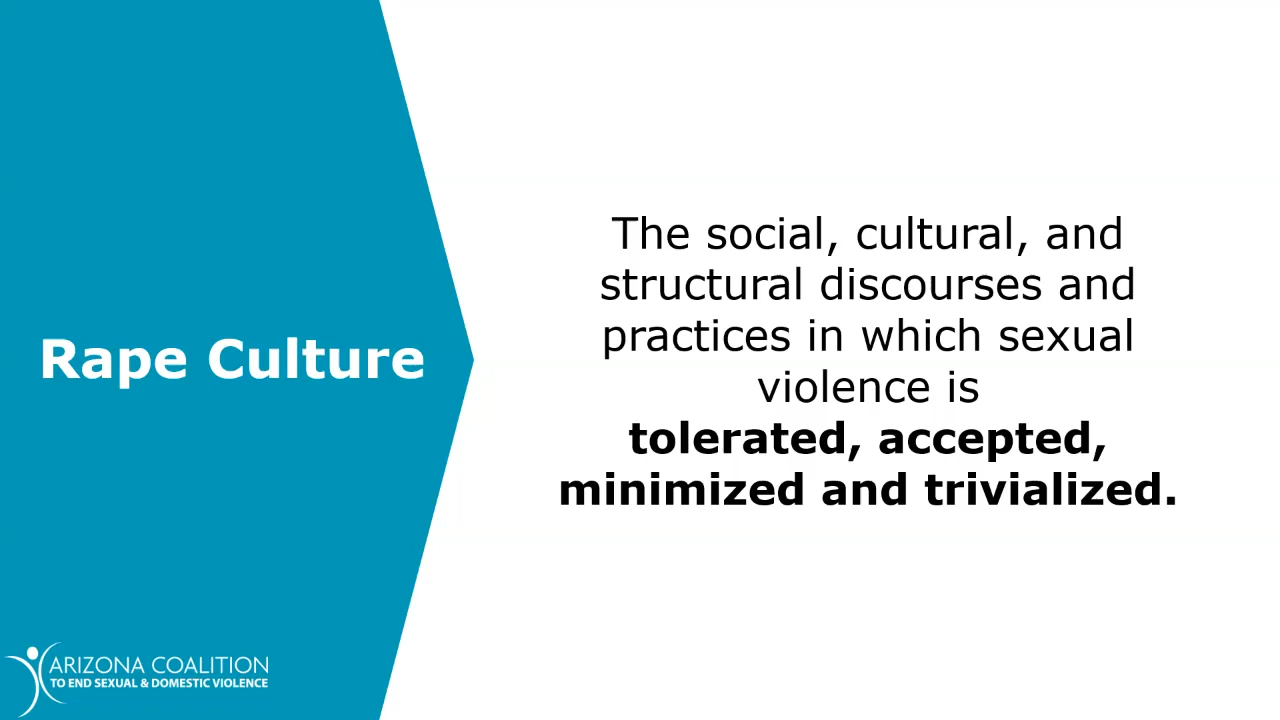 Rape Culture
The social, cultural, and
structural discourses and
practices in which sexual
violence is
tolerated, accepted,
minimized and trivialized.
ARIZONA COALITION
TO END SEXUAL & DOMESTIC VIOLENCE